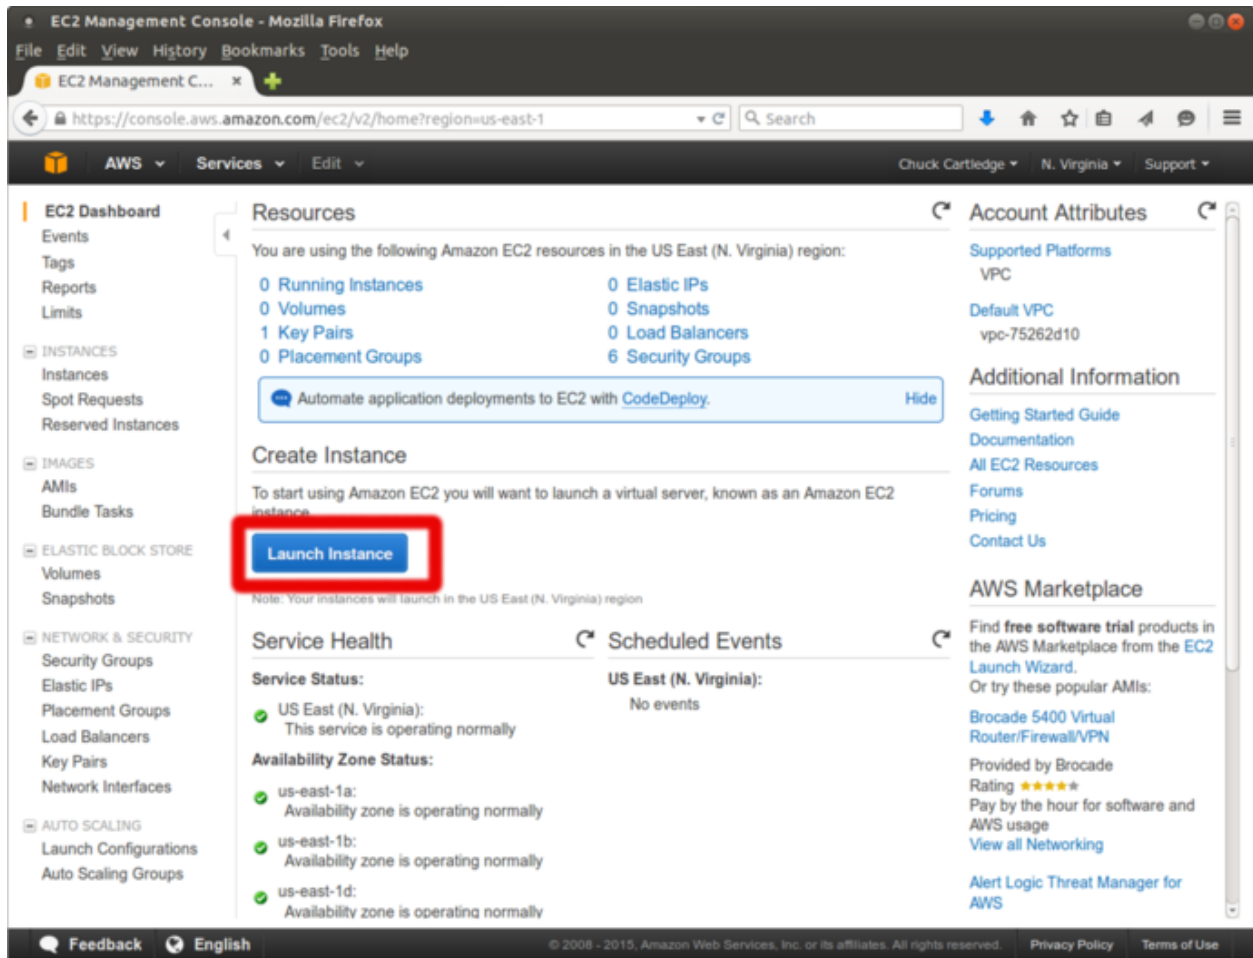 EC2 Management Console - Mozilla Firefox
File Edit View History Bookmarks Tools Help
EC2 Management C...
https://console.aws.amazon.com/ec2/v2/home?region=us-east-1
Search
AWS Services Edit
Chuck Cartledge N. Virginia Support
EC2 Dashboard
Events
Tags
Reports
Limits
INSTANCES
Instances
Spot Requests
Reserved Instances
IMAGES
AMIs
Bundle Tasks
ELASTIC BLOCK STORE
Volumes
Snapshots
NETWORK & SECURITY
Security Groups
Elastic IPs
Placement Groups
Load Balancers
Key Pairs
Network Interfaces
AUTO SCALING
Launch Configurations
Auto Scaling Groups
Resources
You are using the following Amazon EC2 resources in the US East (N. Virginia) region:
0 Running Instances
0 Elastic IPs
0 Volumes
0 Snapshots
1 Key Pairs
0 Load Balancers
0 Placement Groups
6 Security Groups
Automate application deployments to EC2 with CodeDeploy.
Hide
Create Instance
To start using Amazon EC2 you will want to launch a virtual server, known as an Amazon EC2
instance.
Launch Instance
Note: Your instances will launch in the US East (N. Virginia) region
Service Health
Service Status:
US East (N. Virginia):
This service is operating normally
Availability Zone Status:
us-east-1a:
Availability zone is operating normally
us-east-1b:
Availability zone is operating normally
us-east-1d:
Availability zone is operating normally
Scheduled Events
US East (N. Virginia):
No events
Account Attributes
Supported Platforms
VPC
Default VPC
vpc-75262d10
Additional Information
Getting Started Guide
Documentation
All EC2 Resources
Forums
Pricing
Contact Us
AWS Marketplace
Find free software trial products in
the AWS Marketplace from the EC2
Launch Wizard.
Or try these popular AMIs:
Brocade 5400 Virtual
Router/Firewall/VPN
Provided by Brocade
Rating
Pay by the hour for software and
AWS usage
View all Networking
Alert Logic Threat Manager for
AWS
Feedback English
© 2008 - 2015, Amazon Web Services, Inc. or its affiliates. All rights reserved.
Privacy Policy Terms of Use